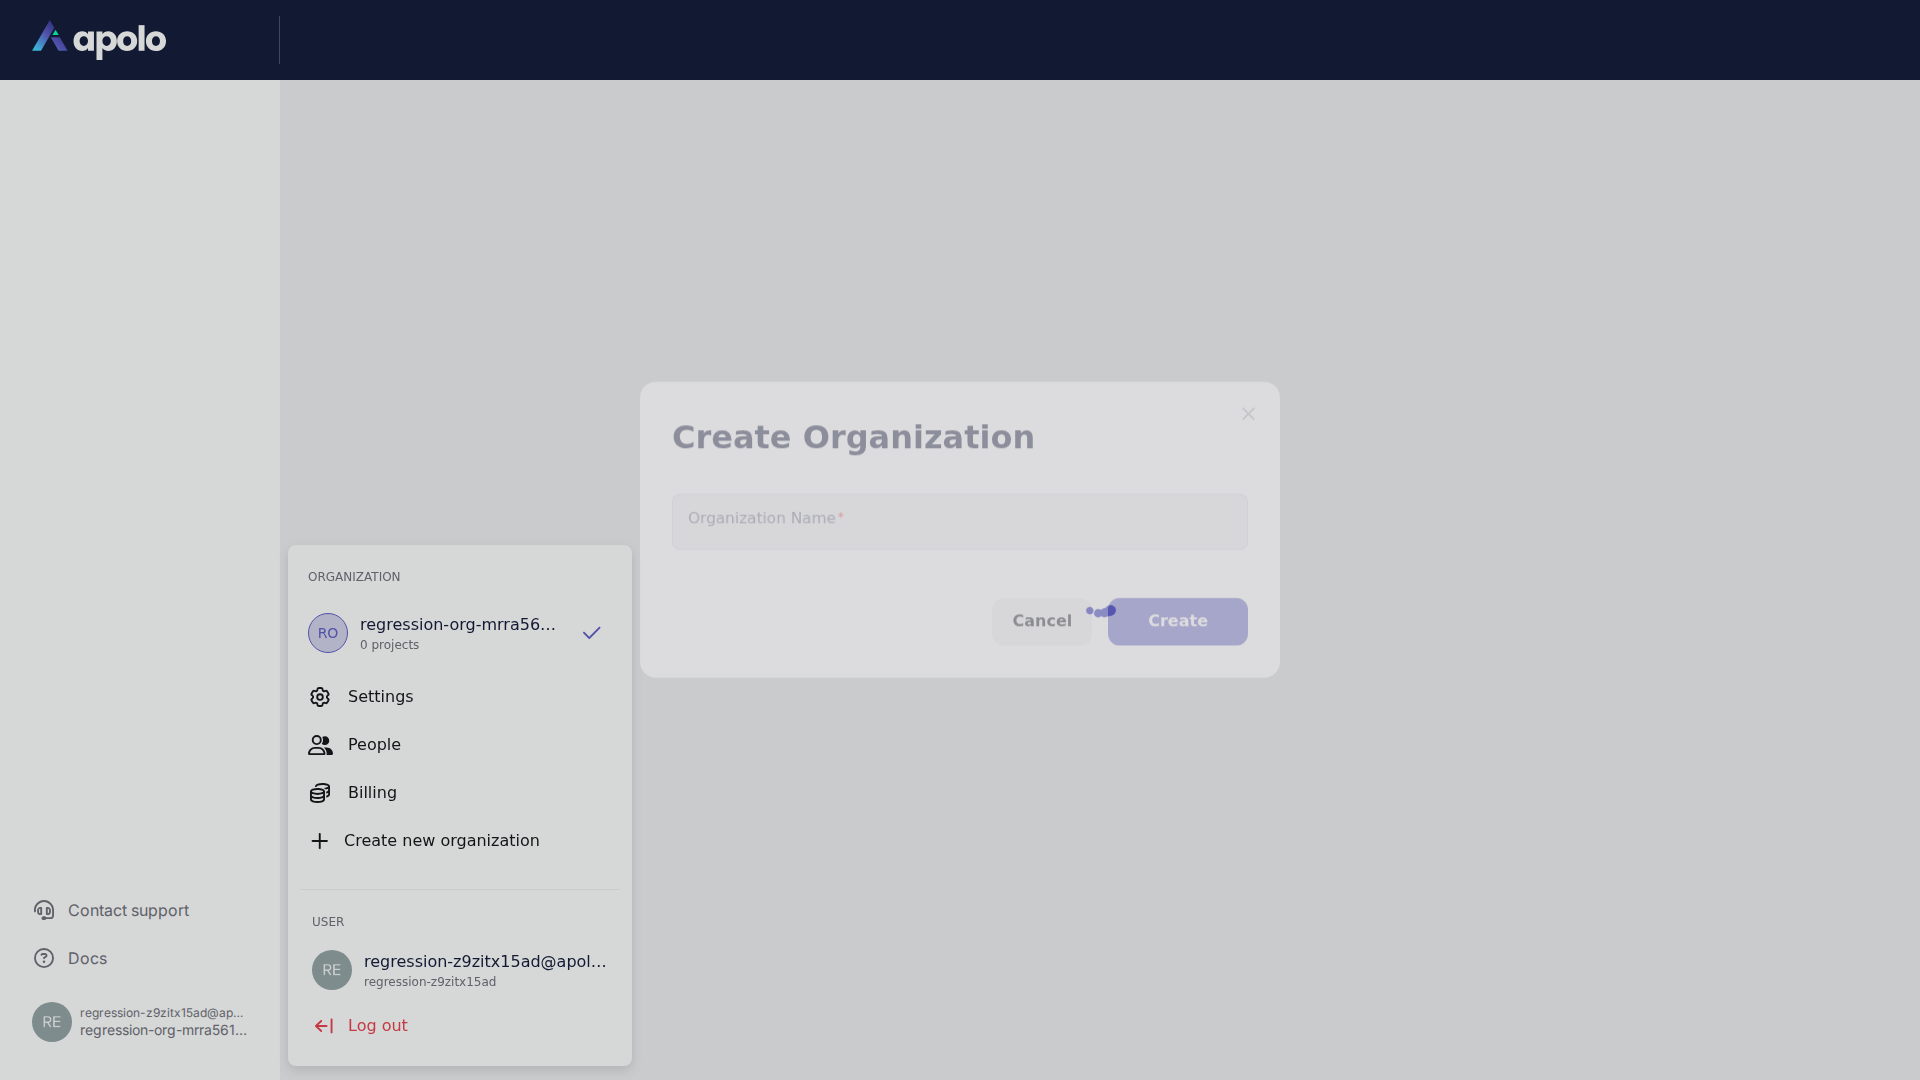 apolo
Create Organization
Organization Name*
Cancel
Create
ORGANIZATION
RO
regression-org-mrra56...
0 projects
Settings
People
Billing
Create new organization
USER
RE
regression-z9zitx15ad@apol...
regression-z9zitx15ad
Log out
Contact support
Docs
RE
regression-z9zitx15ad@ap...
regression-org-mrra561...